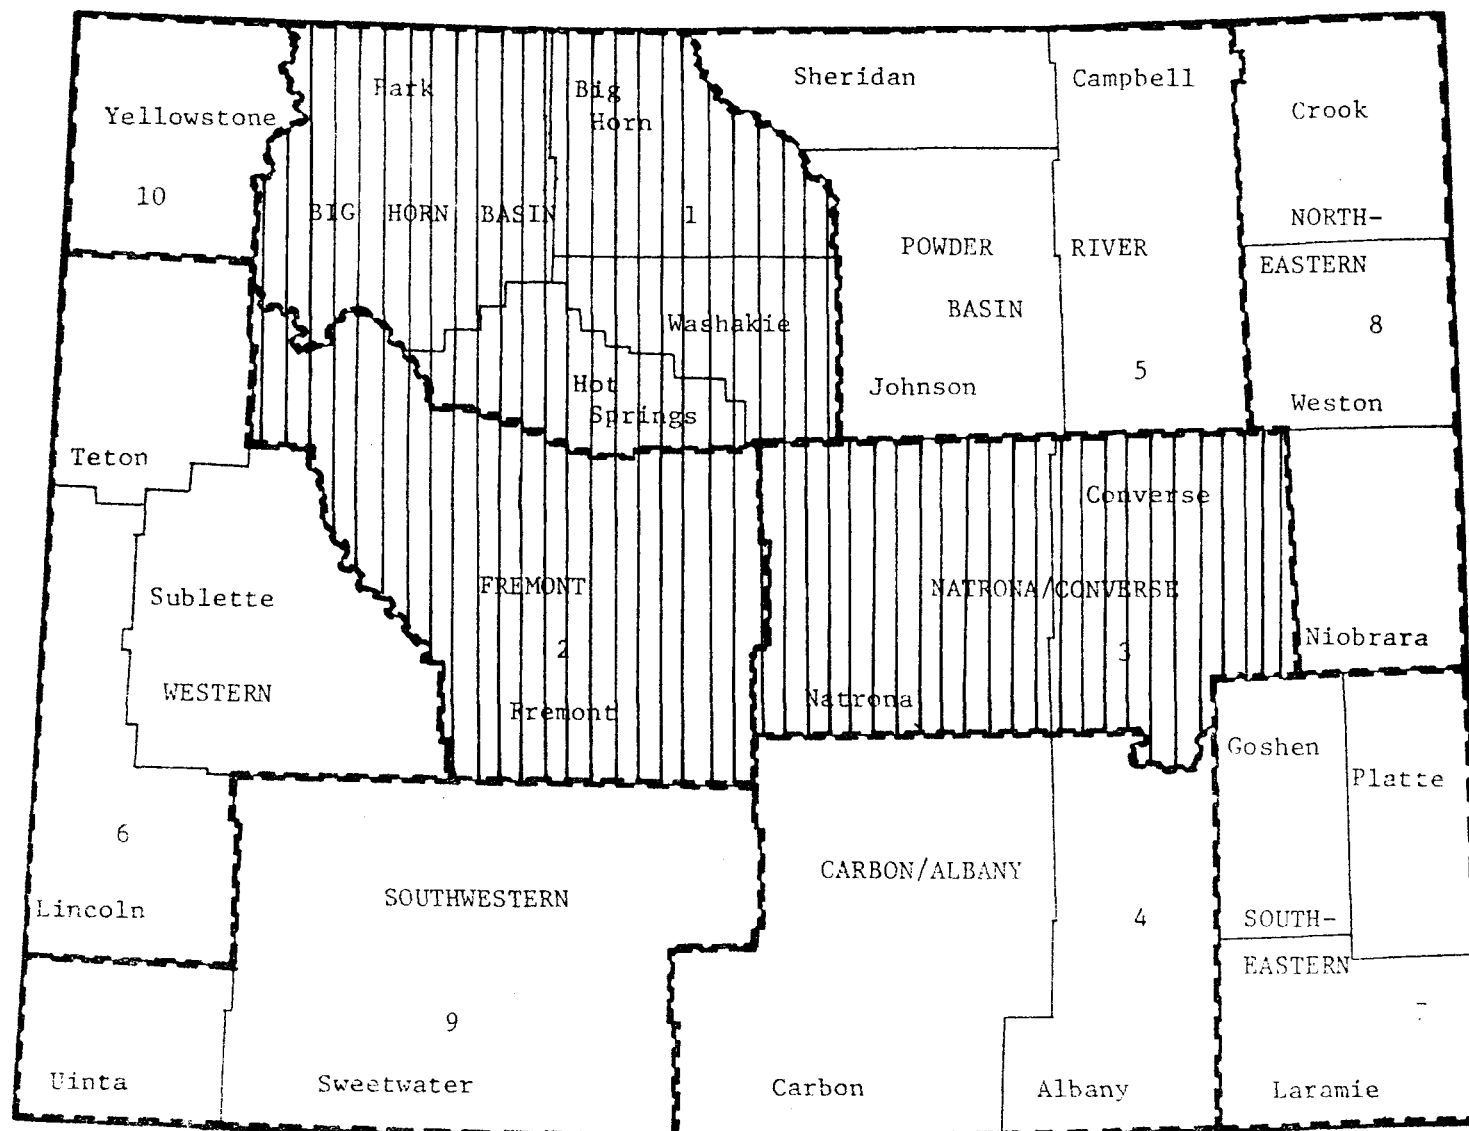 Yellowstone
10
Park
Big
Horn
BIG HORN BASIN
1
Washakie
Hot
Springs
Sheridan
Campbell
POWDER RIVER
BASIN
Johnson
5
Crook
NORTH-
EASTERN
8
Weston
Teton
Sublette
WESTERN
6
Lincoln
FREMONT
2
Fremont
Converse
NATRONA/CONVERSE
3
Natrona
Niobrara
Goshen
Platte
SOUTH-
EASTERN
Laramie
CARBON/ALBANY
4
Carbon
Albany
SOUTHWESTERN
9
Sweetwater
Uinta